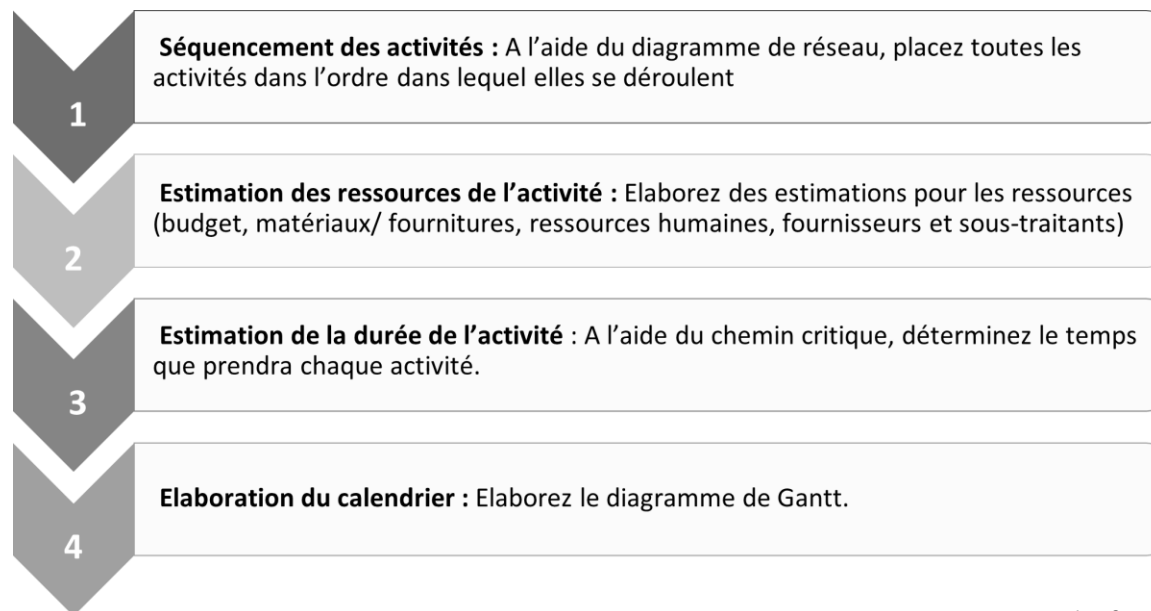 Séquencement des activités : A l’aide du diagramme de réseau, placez toutes les
activités dans l’ordre dans lequel elles se déroulent
1
Estimation des ressources de l’activité : Elaborez des estimations pour les ressources
(budget, matériaux/ fournitures, ressources humaines, fournisseurs et sous-traitants)
2
Estimation de la durée de l’activité : A l’aide du chemin critique, déterminez le temps
que prendra chaque activité.
3
Elaboration du calendrier : Elaborez le diagramme de Gantt.
4